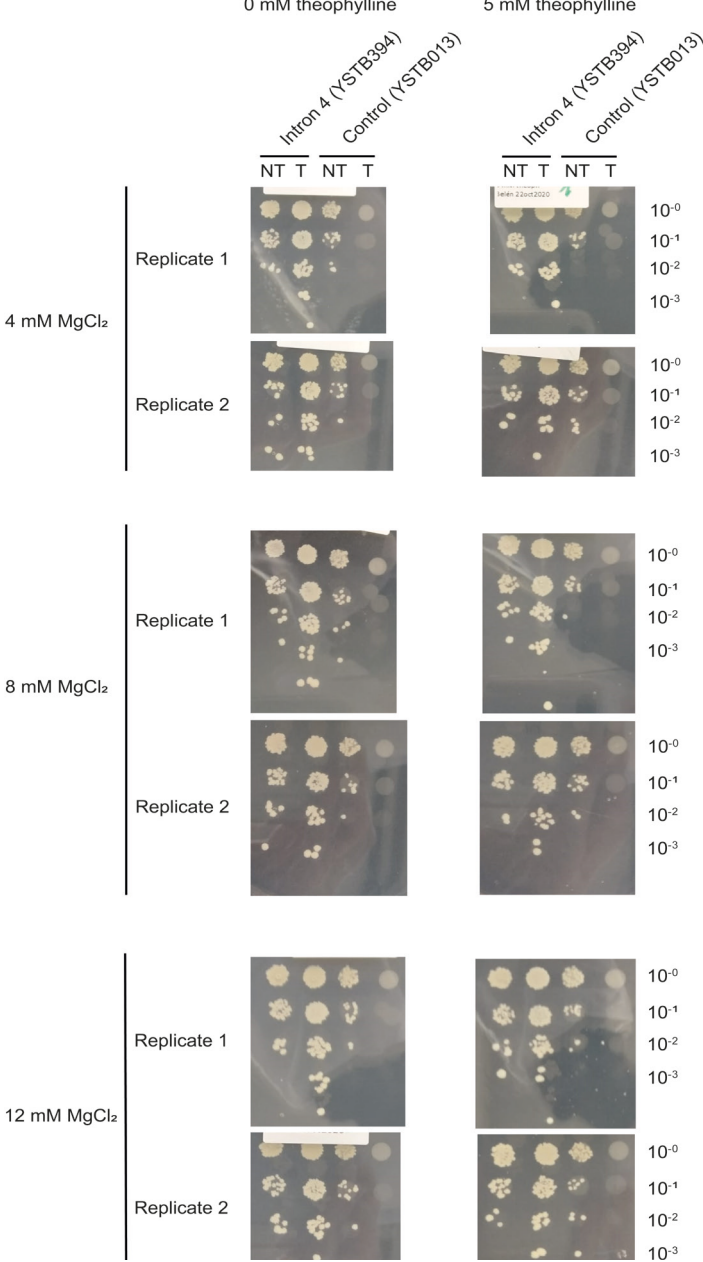 0 mM theophylline 5 mM theophylline
Intron 4 (YSTB394) Control (YSTB013) Intron 4 (YSTB394) Control (YSTB013)
NT T NT T NT T NT T
4 mM MgCl₂
Replicate 1
belén 22oct2020
10⁻⁰
10⁻¹
10⁻²
10⁻³
Replicate 2
10⁻⁰
10⁻¹
10⁻²
10⁻³
8 mM MgCl₂
Replicate 1
10⁻⁰
10⁻¹
10⁻²
10⁻³
Replicate 2
10⁻⁰
10⁻¹
10⁻²
10⁻³
12 mM MgCl₂
Replicate 1
10⁻⁰
10⁻¹
10⁻²
10⁻³
Replicate 2
10⁻⁰
10⁻¹
10⁻²
10⁻³